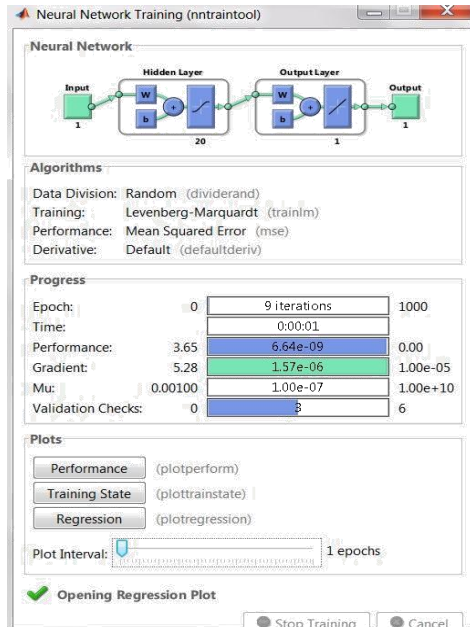 Neural Network Training (nntraintool)
Neural Network
Hidden Layer
Output Layer
Input
W
b
W
b
Output
1
20
1
1
Algorithms
Data Division: Random (dividerand)
Training: Levenberg-Marquardt (trainlm)
Performance: Mean Squared Error (mse)
Derivative: Default (defaultderiv)
Progress
Epoch: 0 9 iterations 1000
Time: 0:00:01
Performance: 3.65 6.64e-09 0.00
Gradient: 5.28 1.57e-06 1.00e-05
Mu: 0.00100 1.00e-07 1.00e+10
Validation Checks: 0 3 6
Plots
Performance (plotperform)
Training State (plottrainstate)
Regression (plotregression)
Plot Interval: 1 epochs
Opening Regression Plot
Stop Training Cancel